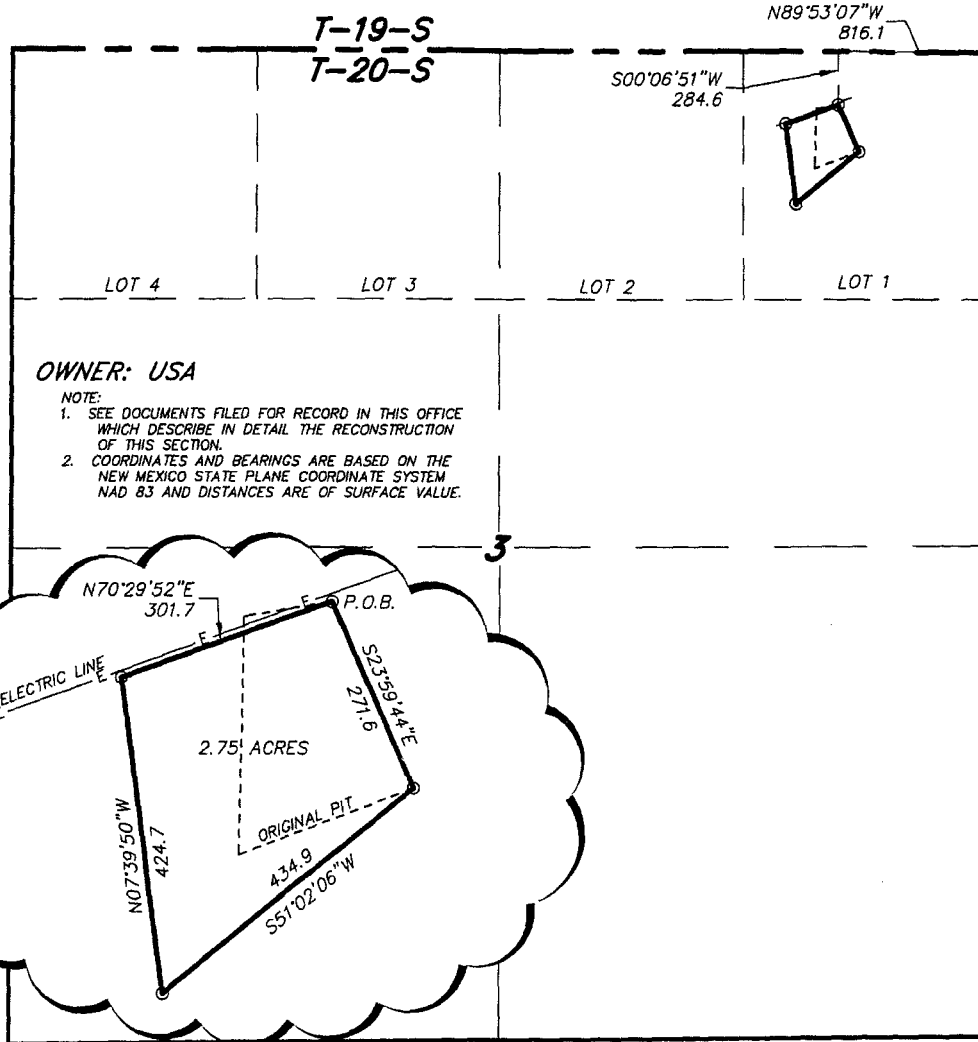 T-19-S
T-20-S
N89°53'07"W
816.1
S00°06'51"W
284.6
LOT 4
LOT 3
LOT 2
LOT 1
OWNER: USA
NOTE:
1. SEE DOCUMENTS FILED FOR RECORD IN THIS OFFICE
WHICH DESCRIBE IN DETAIL THE RECONSTRUCTION
OF THIS SECTION.
2. COORDINATES AND BEARINGS ARE BASED ON THE
NEW MEXICO STATE PLANE COORDINATE SYSTEM
NAD 83 AND DISTANCES ARE OF SURFACE VALUE.
3
N70°29'52"E
301.7
E
E
P.O.B.
ELECTRIC LINE
E
S23°59'44"E
271.6
2.75 ACRES
ORIGINAL PIT
N07°39'50"W
424.7
434.9
S51°02'06"W